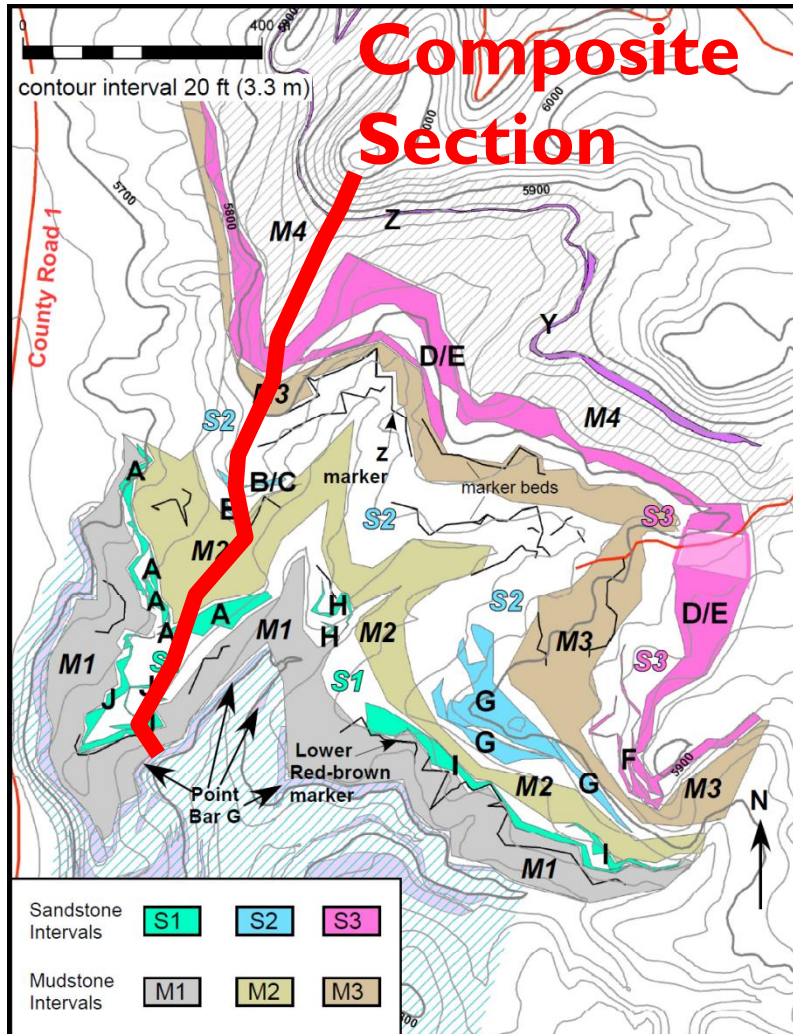 0 400 m
contour interval 20 ft (3.3 m)
Composite
Section
5900
6000
5900
5700
5800
M4
Z
County Road 1
Y
D/E
M4
M3
S2
z
marker
marker beds
A
B/C
S2
S3
M2
A
A
A
A
H
H
M1
M2
S2
M3
D/E
M1
S1
S3
J
J
G
G
G
F
5900
M3
Lower
Red-brown
marker
Point
Bar G
I
M2
I
M1
N
Sandstone
Intervals
S1 S2 S3
Mudstone
Intervals
M1 M2 M3